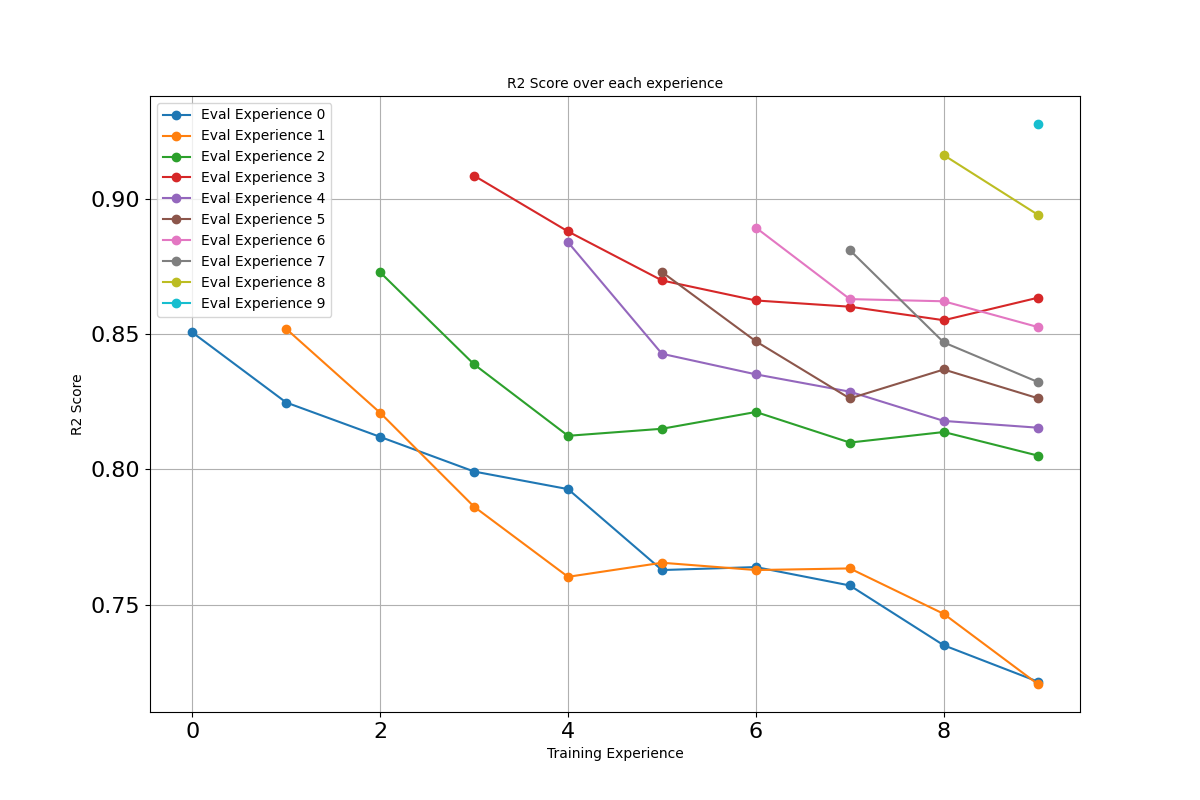 R2 Score over each experience
Eval Experience 0
Eval Experience 1
Eval Experience 2
Eval Experience 3
Eval Experience 4
Eval Experience 5
Eval Experience 6
Eval Experience 7
Eval Experience 8
Eval Experience 9
0.90
0.85
0.80
0.75
R2 Score
0 2 4 6 8
Training Experience